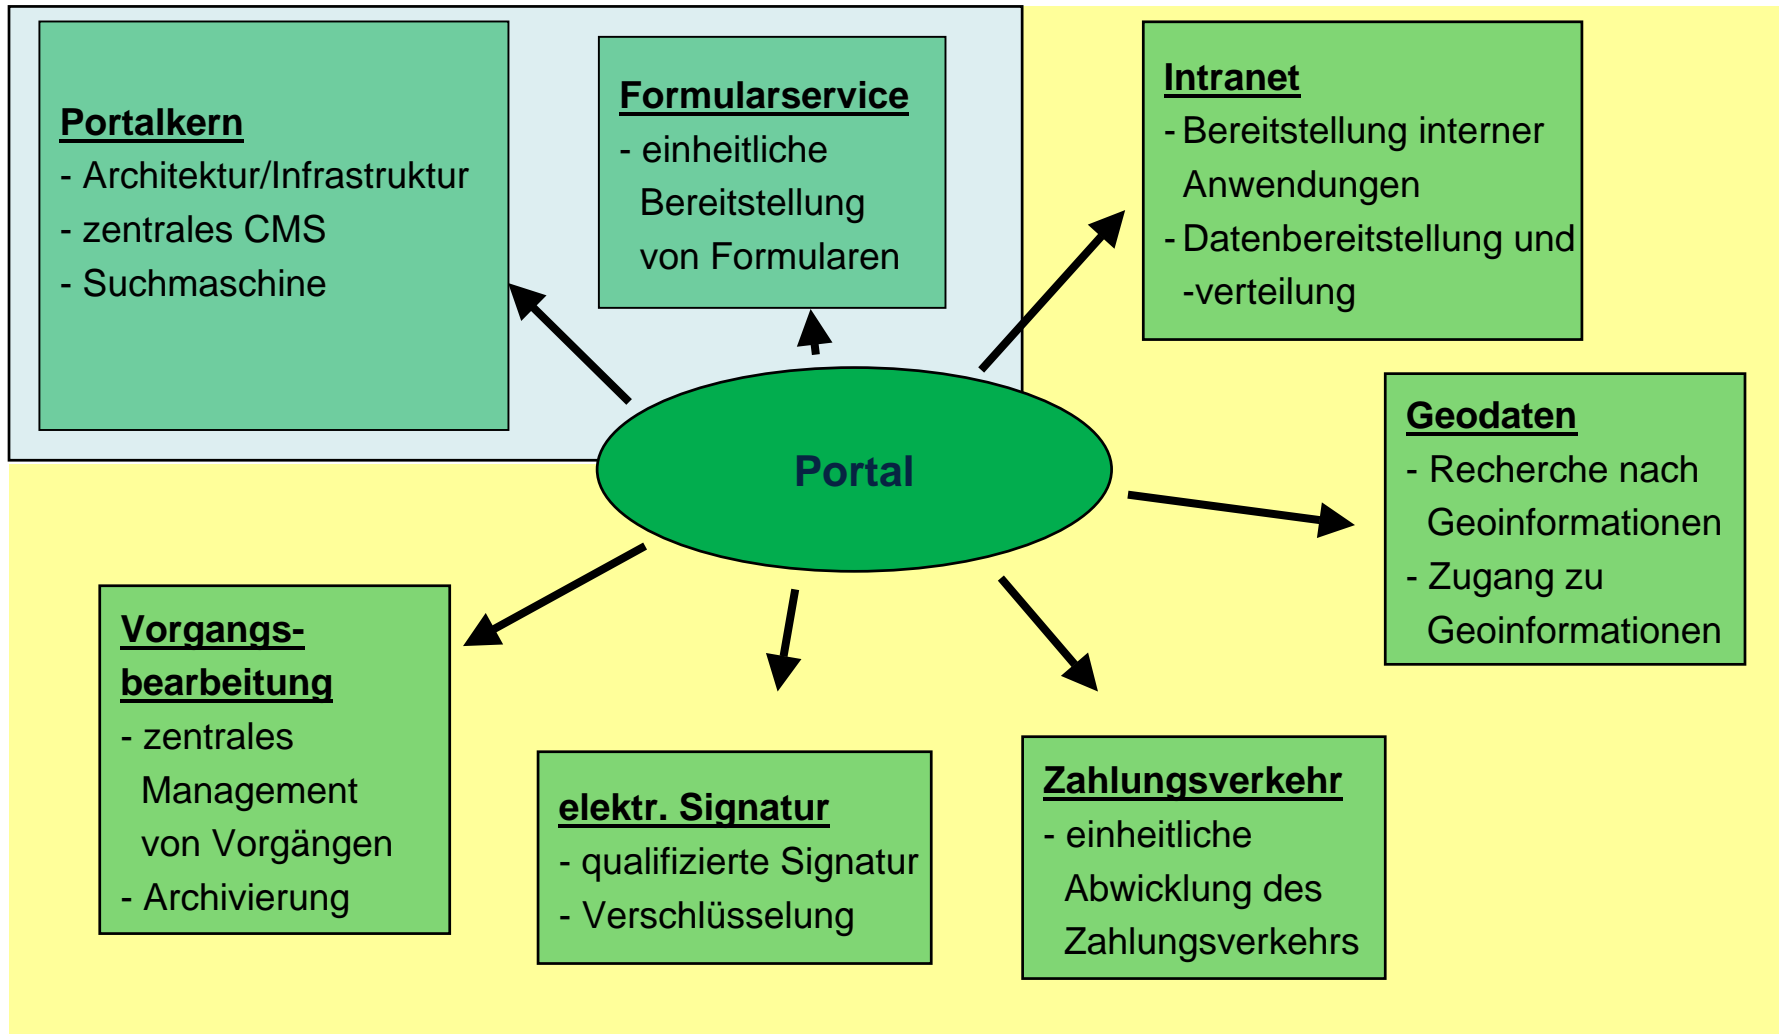 Portalkern
- Architektur/Infrastruktur
- zentrales CMS
- Suchmaschine
Formularservice
- einheitliche
Bereitstellung
von Formularen
Intranet
- Bereitstellung interner
Anwendungen
- Datenbereitstellung und
-verteilung
Geodaten
- Recherche nach
Geoinformationen
- Zugang zu
Geoinformationen
Portal
Vorgangs-
bearbeitung
- zentrales
Management
von Vorgängen
- Archivierung
elektr. Signatur
- qualifizierte Signatur
- Verschlüsselung
Zahlungsverkehr
- einheitliche
Abwicklung des
Zahlungsverkehrs